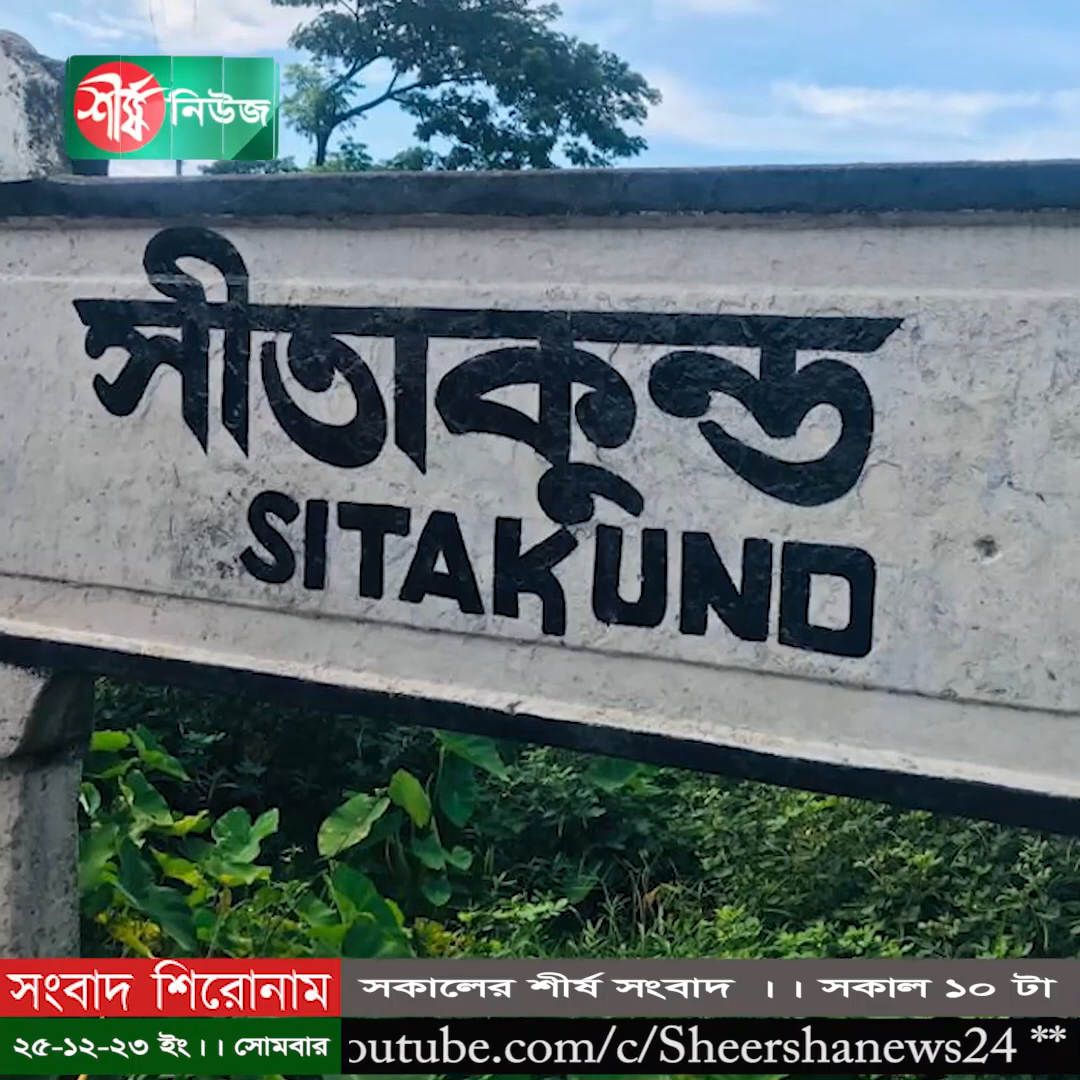 শীর্ষ নিউজ
সীতাকুন্ড
SITAKUND
সংবাদ শিরোনাম
সকালের শীর্ষ সংবাদ ।। সকাল ১০ টা
২৫-১২-২৩ ইং।। সোমবার
outube.com/c/Sheershanews24 **